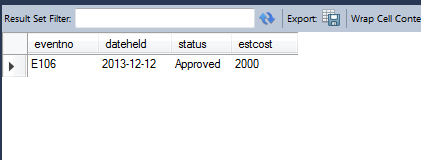 Result Set Filter: Export: Wrap Cell Conte
eventno dateheld status estcost
E106 2013-12-12 Approved 2000